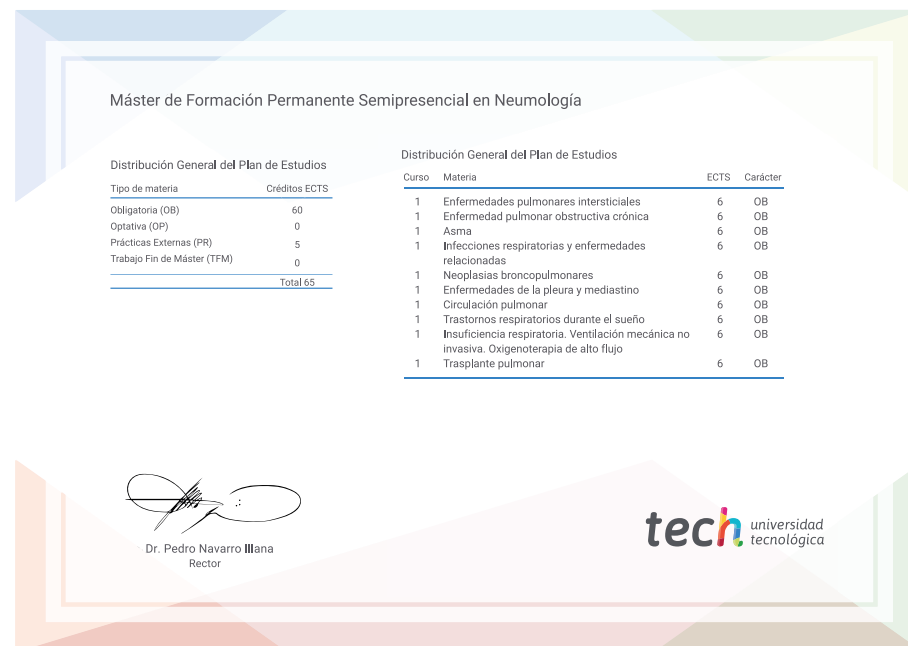 Máster de Formación Permanente Semipresencial en Neumología
Distribución General del Plan de Estudios
Tipo de materia Créditos ECTS
Obligatoria (OB) 60
Optativa (OP) 0
Prácticas Externas (PR) 5
Trabajo Fin de Máster (TFM) 0
Total 65
Distribución General del Plan de Estudios
Curso Materia ECTS Carácter
1 Enfermedades pulmonares intersticiales 6 OB
1 Enfermedad pulmonar obstructiva crónica 6 OB
1 Asma 6 OB
1 Infecciones respiratorias y enfermedades 6 OB
relacionadas
1 Neoplasias broncopulmonares 6 OB
1 Enfermedades de la pleura y mediastino 6 OB
1 Circulación pulmonar 6 OB
1 Trastornos respiratorios durante el sueño 6 OB
1 Insuficiencia respiratoria. Ventilación mecánica no 6 OB
invasiva. Oxigenoterapia de alto flujo
1 Trasplante pulmonar 6 OB
Dr. Pedro Navarro Illana
Rector
tech universidad
tecnológica